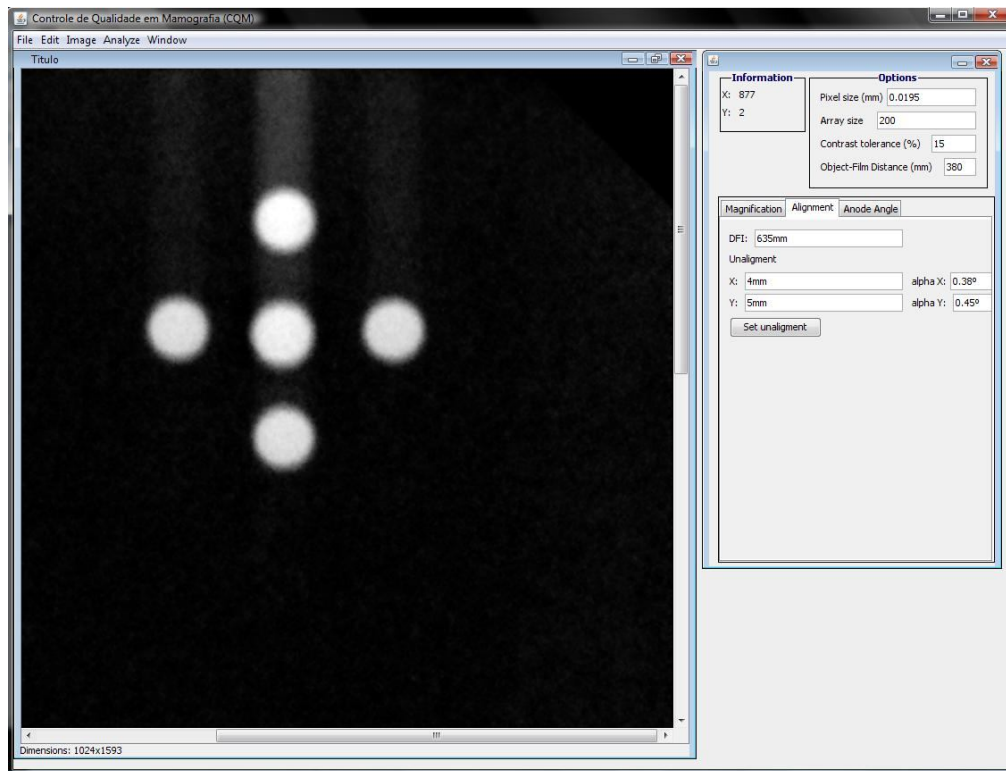 Controle de Qualidade em Mamografia (CQM)
File Edit Image Analyze Window
Titulo
Information
X: 877
Y: 2
Options
Pixel size (mm) 0.0195
Array size 200
Contrast tolerance (%) 15
Object-Film Distance (mm) 380
Magnification Alignment Anode Angle
DFI: 635mm
Unaligment
X: 4mm alpha X: 0.38º
Y: 5mm alpha Y: 0.45º
Set unaligment
Dimensions: 1024x1593